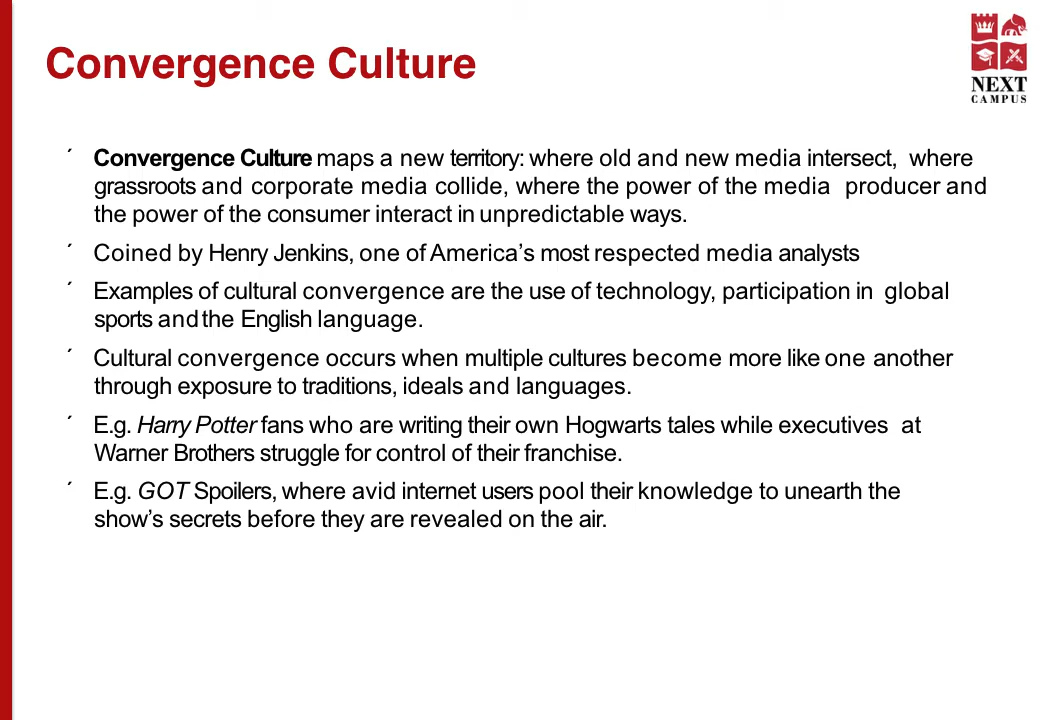 Convergence Culture
NEXT
CAMPUS
´ Convergence Culture maps a new territory: where old and new media intersect, where
grassroots and corporate media collide, where the power of the media producer and
the power of the consumer interact in unpredictable ways.
´ Coined by Henry Jenkins, one of America’s most respected media analysts
´ Examples of cultural convergence are the use of technology, participation in global
sports and the English language.
´ Cultural convergence occurs when multiple cultures become more like one another
through exposure to traditions, ideals and languages.
´ E.g. Harry Potter fans who are writing their own Hogwarts tales while executives at
Warner Brothers struggle for control of their franchise.
´ E.g. GOT Spoilers, where avid internet users pool their knowledge to unearth the
show’s secrets before they are revealed on the air.